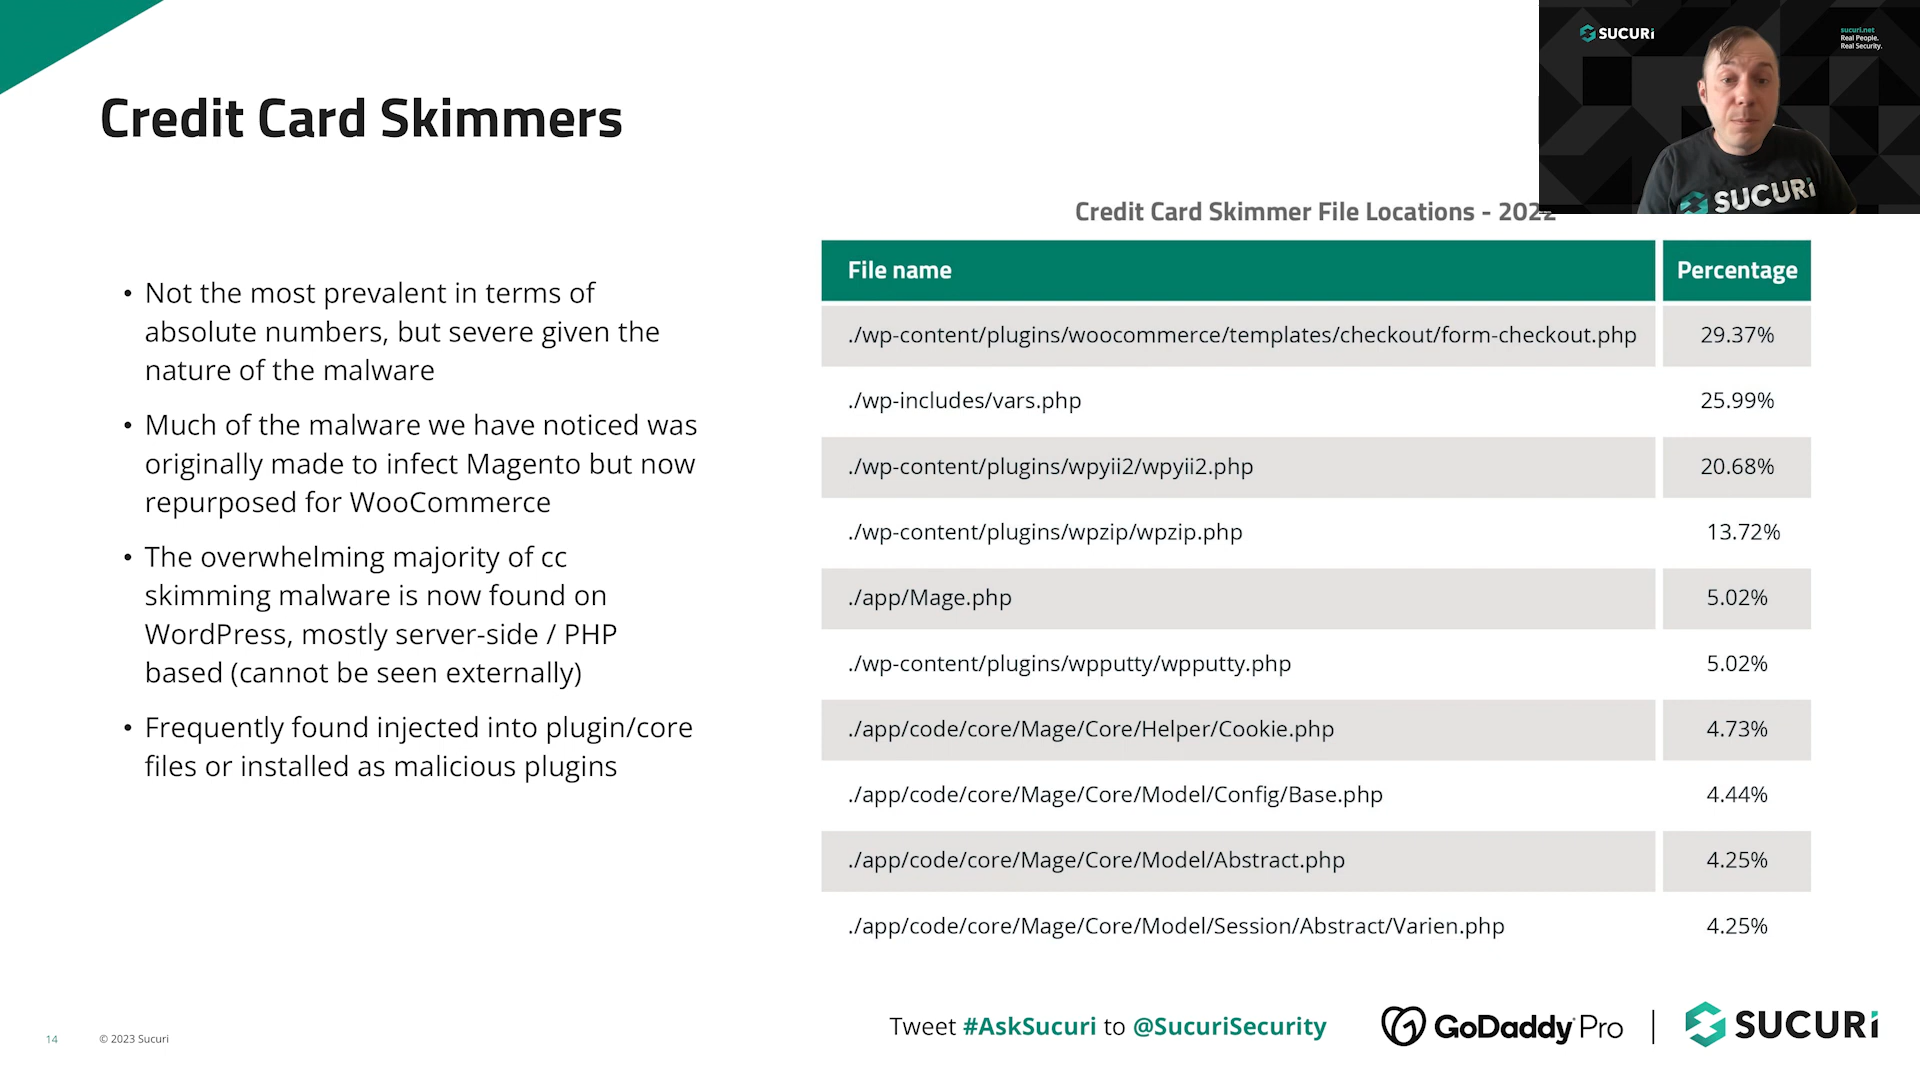 SUCURi
sucuri.net
Real People.
Real Security.
SUCURi
Credit Card Skimmers
• Not the most prevalent in terms of
absolute numbers, but severe given the
nature of the malware
• Much of the malware we have noticed was
originally made to infect Magento but now
repurposed for WooCommerce
• The overwhelming majority of cc
skimming malware is now found on
WordPress, mostly server-side / PHP
based (cannot be seen externally)
• Frequently found injected into plugin/core
files or installed as malicious plugins
Credit Card Skimmer File Locations - 2022
File name Percentage
./wp-content/plugins/woocommerce/templates/checkout/form-checkout.php 29.37%
./wp-includes/vars.php 25.99%
./wp-content/plugins/wpyii2/wpyii2.php 20.68%
./wp-content/plugins/wpzip/wpzip.php 13.72%
./app/Mage.php 5.02%
./wp-content/plugins/wpputty/wpputty.php 5.02%
./app/code/core/Mage/Core/Helper/Cookie.php 4.73%
./app/code/core/Mage/Core/Model/Config/Base.php 4.44%
./app/code/core/Mage/Core/Model/Abstract.php 4.25%
./app/code/core/Mage/Core/Model/Session/Abstract/Varien.php 4.25%
14 © 2023 Sucuri
Tweet #AskSucuri to @SucuriSecurity
GoDaddy Pro | SUCURi